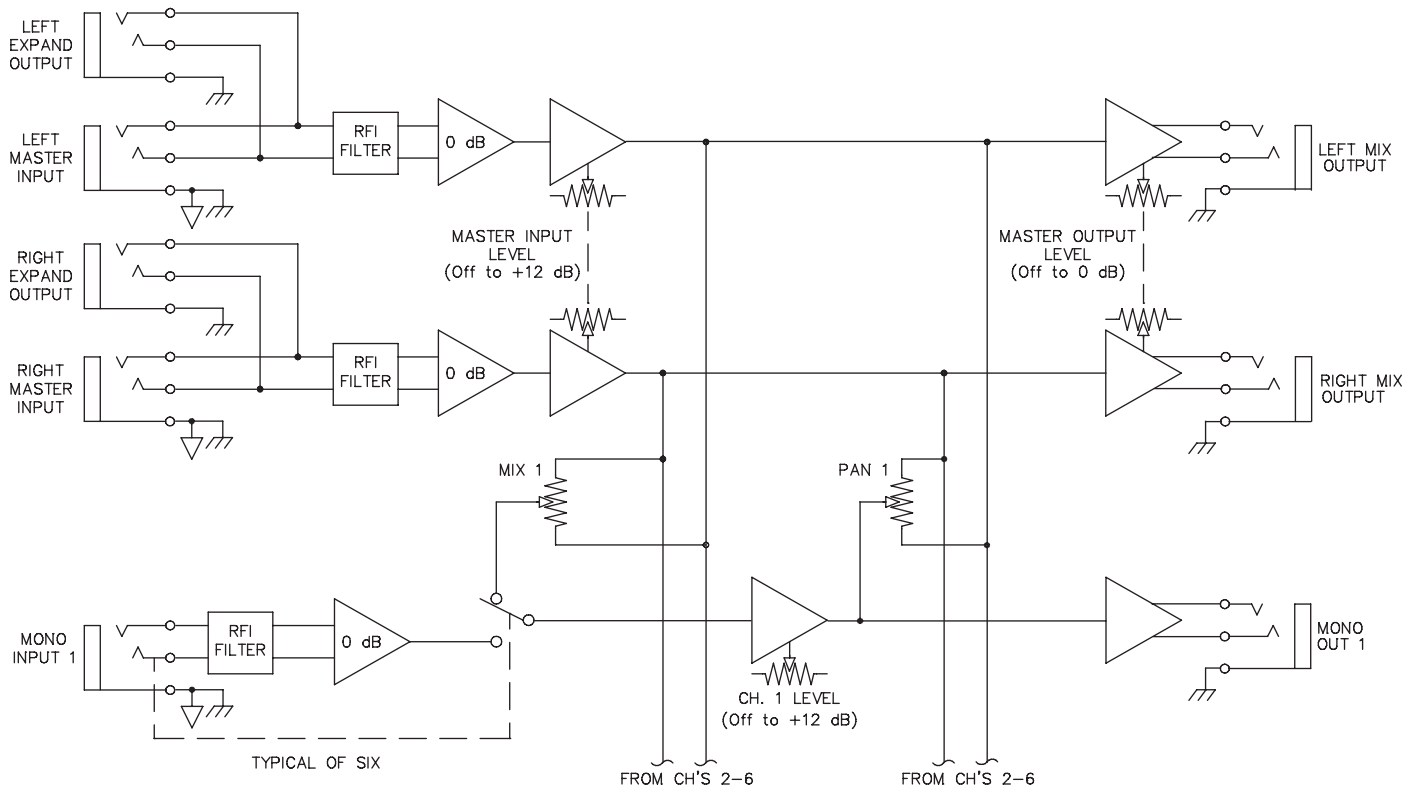 LEFT
EXPAND
OUTPUT
LEFT
MASTER
INPUT
RFI
FILTER
0 dB
LEFT MIX
OUTPUT
MASTER INPUT
LEVEL
(Off to +12 dB)
MASTER OUTPUT
LEVEL
(Off to 0 dB)
RIGHT
EXPAND
OUTPUT
RIGHT
MASTER
INPUT
RFI
FILTER
0 dB
RIGHT MIX
OUTPUT
MIX 1
PAN 1
MONO
INPUT 1
RFI
FILTER
0 dB
MONO
OUT 1
CH. 1 LEVEL
(Off to +12 dB)
TYPICAL OF SIX
FROM CH'S 2-6
FROM CH'S 2-6